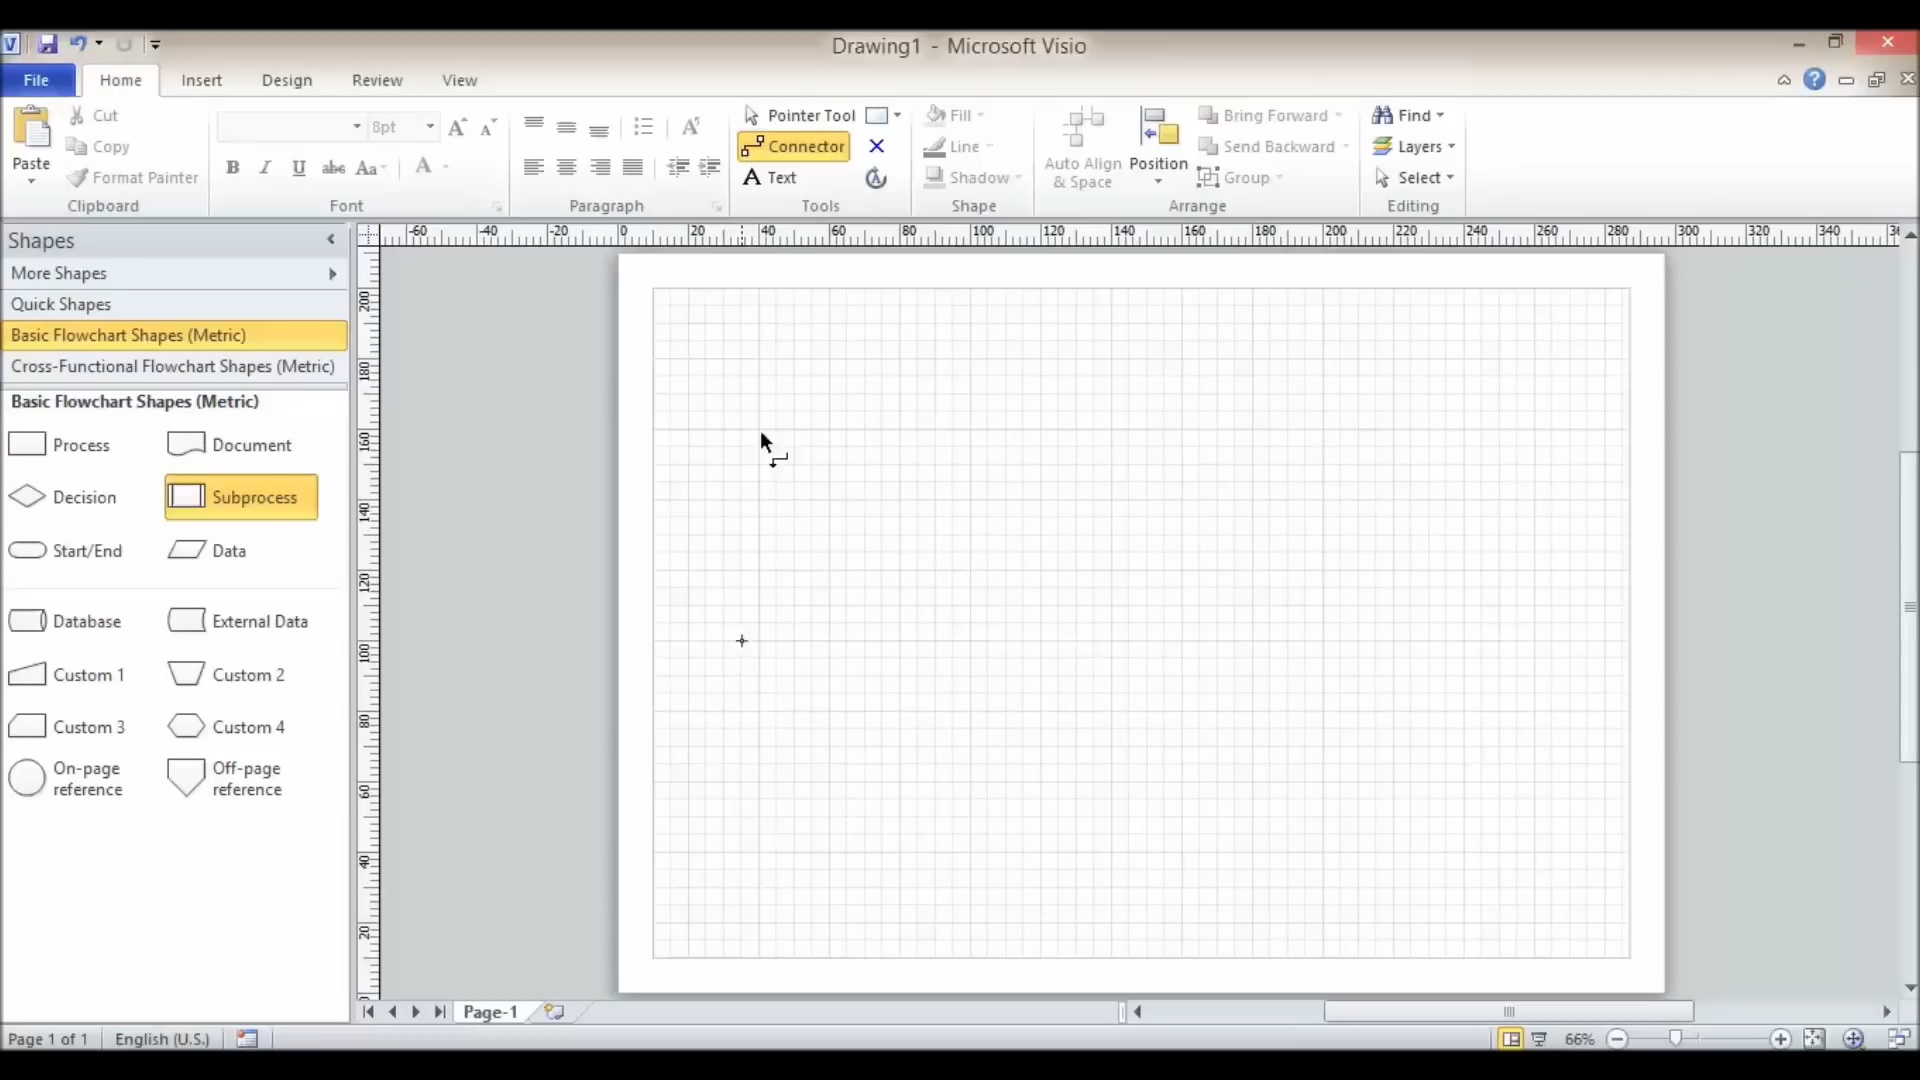 Drawing1 - Microsoft Visio
File Home Insert Design Review View
Cut
Copy
Format Painter
Paste
Clipboard
8pt
Font
Paragraph
Pointer Tool
Connector
Text
Tools
Fill
Line
Shadow
Shape
Auto Align
& Space
Position
Bring Forward
Send Backward
Group
Arrange
Find
Layers
Select
Editing
Shapes
More Shapes
Quick Shapes
Basic Flowchart Shapes (Metric)
Cross-Functional Flowchart Shapes (Metric)
Basic Flowchart Shapes (Metric)
Process Document
Decision Subprocess
Start/End Data
Database External Data
Custom 1 Custom 2
Custom 3 Custom 4
On-page
reference
Off-page
reference
-60 -40 -20 0 20 40 60 80 100 120 140 160 180 200 220 240 260 280 300 320 340
200
180
160
140
120
100
80
60
40
20
Page-1
Page 1 of 1 English (U.S.) 66%